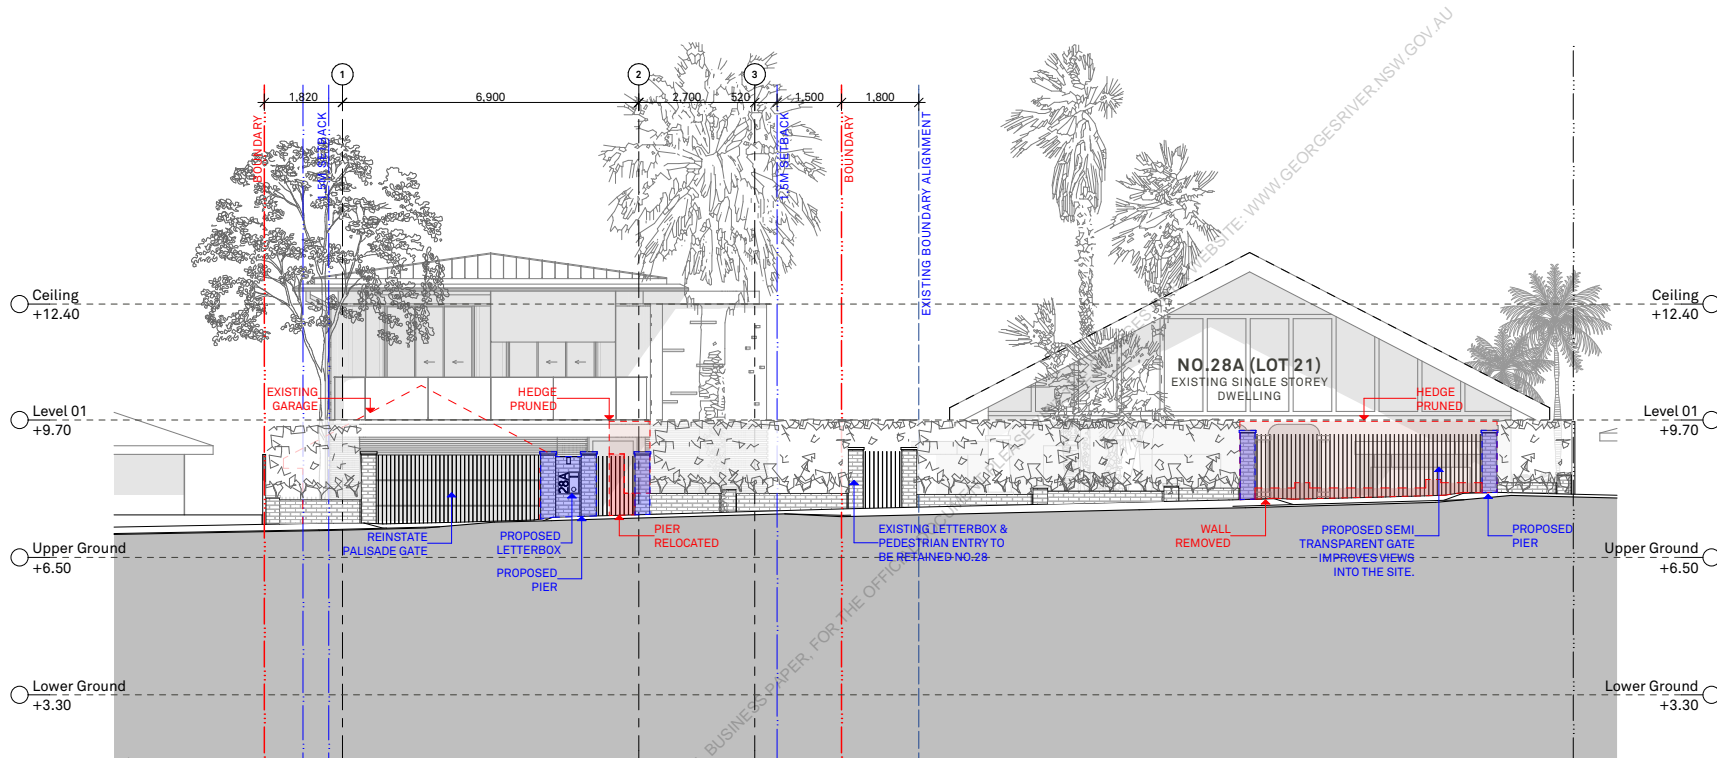 1
2
3
1,820
6,900
2,700
520
1,500
1,800
BOUNDARY
1.5M SETBACK
1.5M SETBACK
BOUNDARY
EXISTING BOUNDARY ALIGNMENT
WEBSITE: WWW.GEORGESRIVER.NSW.GOV.AU
Ceiling
+12.40
Ceiling
+12.40
NO.28A (LOT 21)
EXISTING SINGLE STOREY
DWELLING
EXISTING
GARAGE
HEDGE
PRUNED
HEDGE
PRUNED
Level 01
+9.70
Level 01
+9.70
28A
REINSTATE
PALISADE GATE
PROPOSED
LETTERBOX
PROPOSED
PIER
PIER
RELOCATED
EXISTING LETTERBOX &
PEDESTRIAN ENTRY TO
BE RETAINED NO.28
WALL
REMOVED
PROPOSED SEMI
TRANSPARENT GATE
IMPROVES VIEWS
INTO THE SITE.
PROPOSED
PIER
Upper Ground
+6.50
Upper Ground
+6.50
Lower Ground
+3.30
Lower Ground
+3.30
BUSINESS PAPER, FOR THE OFFICIAL DOCUMENT PLEASE